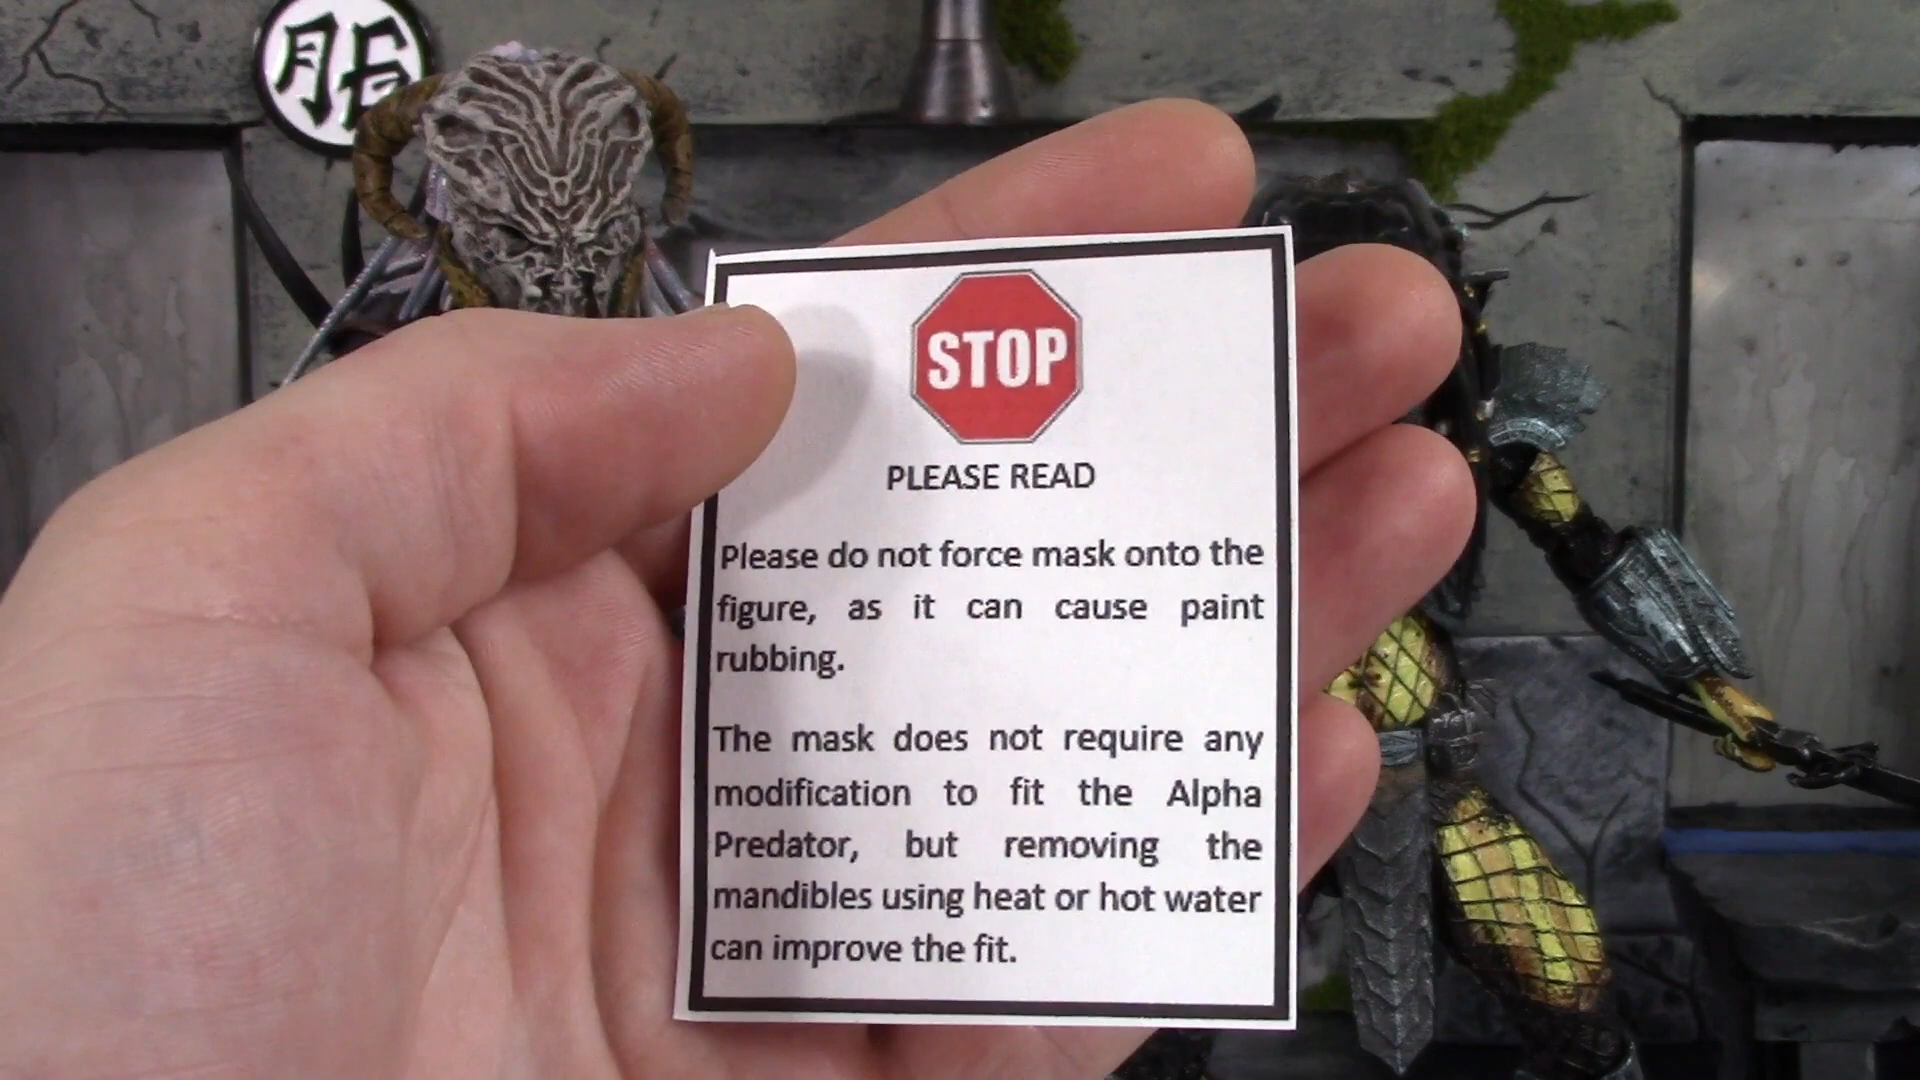 STOP
PLEASE READ
Please do not force mask onto the
figure, as it can cause paint
rubbing.
The mask does not require any
modification to fit the Alpha
Predator, but removing the
mandibles using heat or hot water
can improve the fit.